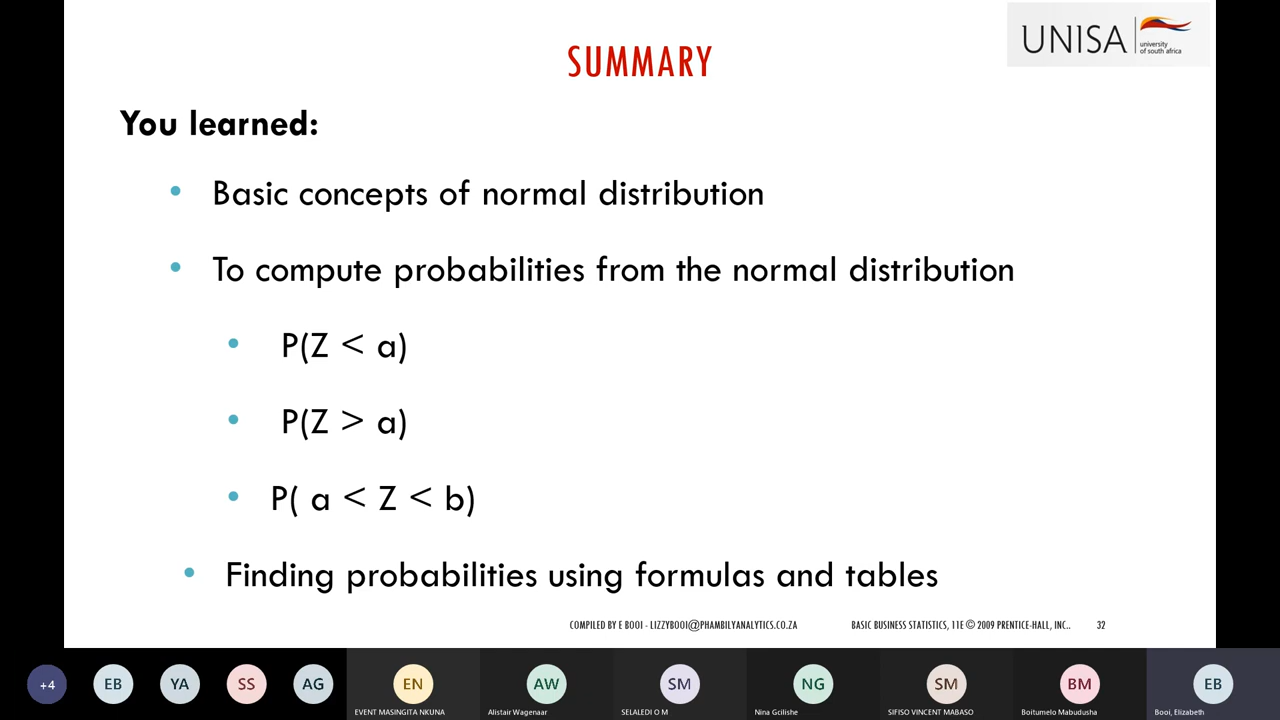 UNISA
university
of south africa
SUMMARY
You learned:
• Basic concepts of normal distribution
• To compute probabilities from the normal distribution
• P(Z < a)
• P(Z > a)
• P( a < Z < b)
• Finding probabilities using formulas and tables
COMPILED BY E BOOI - LIZZYBOOI@PHAMBILYANALYTICS.CO.ZA BASIC BUSINESS STATISTICS, 11E © 2009 PRENTICE-HALL, INC.. 32
+4 EB YA SS AG EN AW SM NG SM BM EB
EVENT MASINGITA NKUNA Alistair Wagenaar SELALEDI O M Nina Gcilishe SIFISO VINCENT MABASO Boitumelo Mabudusha Booi, Elizabeth